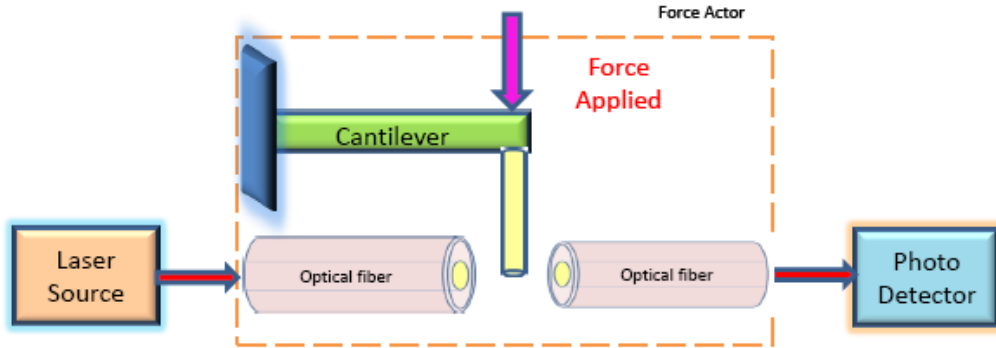 Force Actor
Force
Applied
Cantilever
Laser
Source
Optical fiber
Optical fiber
Photo
Detector